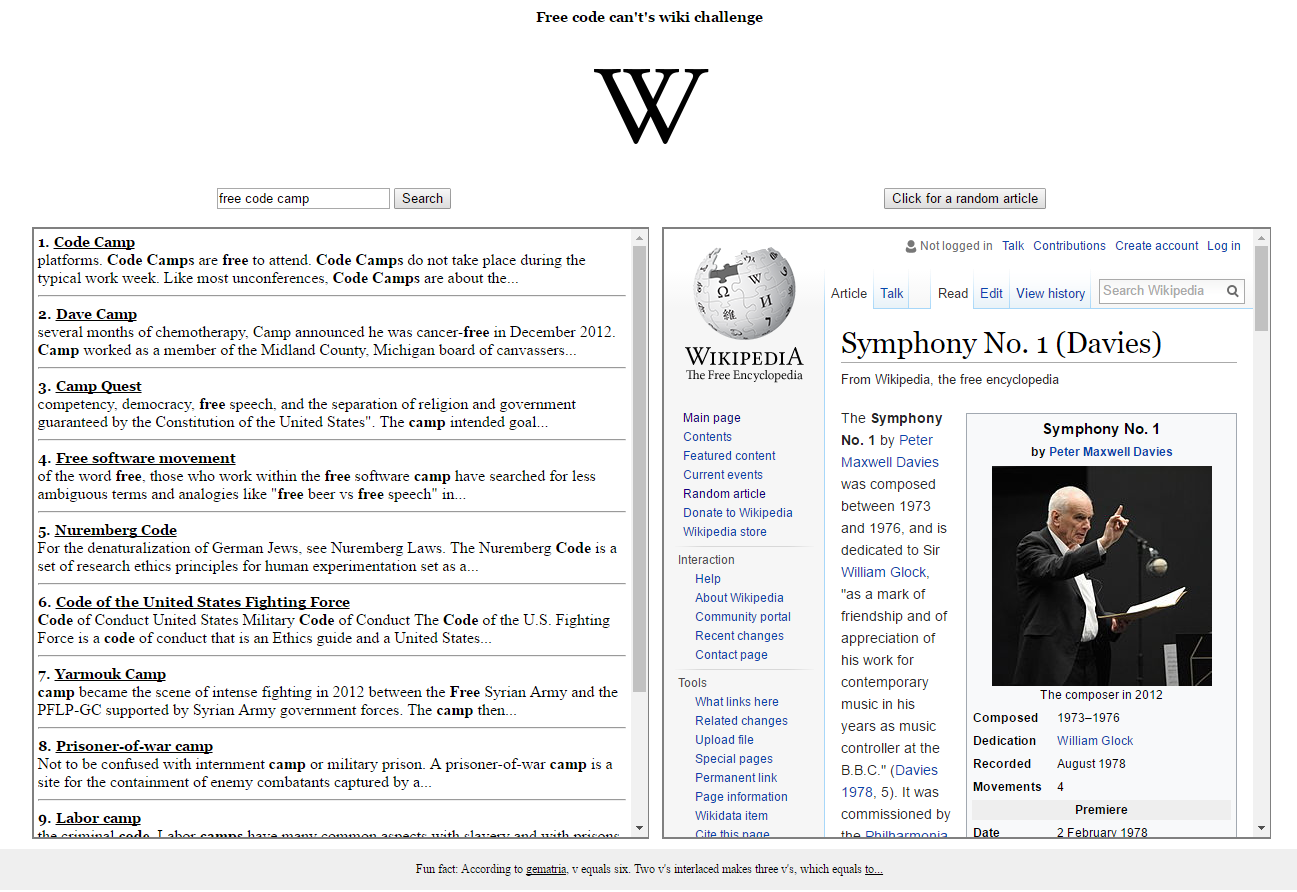 Free code can't's wiki challenge
W
free code camp Search
Click for a random article
1. Code Camp
platforms. Code Camps are free to attend. Code Camps do not take place during the
typical work week. Like most unconferences, Code Camps are about the...
2. Dave Camp
several months of chemotherapy, Camp announced he was cancer-free in December 2012.
Camp worked as a member of the Midland County, Michigan board of canvassers...
3. Camp Quest
competency, democracy, free speech, and the separation of religion and government
guaranteed by the Constitution of the United States". The camp intended goal...
4. Free software movement
of the word free, those who work within the free software camp have searched for less
ambiguous terms and analogies like "free beer vs free speech" in...
5. Nuremberg Code
For the denaturalization of German Jews, see Nuremberg Laws. The Nuremberg Code is a
set of research ethics principles for human experimentation set as a...
6. Code of the United States Fighting Force
Code of Conduct United States Military Code of Conduct The Code of the U.S. Fighting
Force is a code of conduct that is an Ethics guide and a United States...
7. Yarmouk Camp
camp became the scene of intense fighting in 2012 between the Free Syrian Army and the
PFLP-GC supported by Syrian Army government forces. The camp then...
8. Prisoner-of-war camp
Not to be confused with internment camp or military prison. A prisoner-of-war camp is a
site for the containment of enemy combatants captured by a...
9. Labor camp
the criminal code. Labor camps have many common aspects with slavery and with prisons
Not logged in Talk Contributions Create account Log in
Article Talk Read Edit View history Search Wikipedia
WIKIPEDIA
The Free Encyclopedia
Main page
Contents
Featured content
Current events
Random article
Donate to Wikipedia
Wikipedia store
Interaction
Help
About Wikipedia
Community portal
Recent changes
Contact page
Tools
What links here
Related changes
Upload file
Special pages
Permanent link
Page information
Wikidata item
Cite this page
Symphony No. 1 (Davies)
From Wikipedia, the free encyclopedia
The Symphony
No. 1 by Peter
Maxwell Davies
was composed
between 1973
and 1976, and is
dedicated to Sir
William Glock,
"as a mark of
friendship and of
appreciation of
his work for
contemporary
music in his
years as music
controller at the
B.B.C." (Davies
1978, 5). It was
commissioned by
the Philharmonia
Symphony No. 1
by Peter Maxwell Davies
The composer in 2012
Composed 1973–1976
Dedication William Glock
Recorded August 1978
Movements 4
Premiere
Date 2 February 1978
Fun fact: According to gematria, v equals six. Two v's interlaced makes three v's, which equals to...